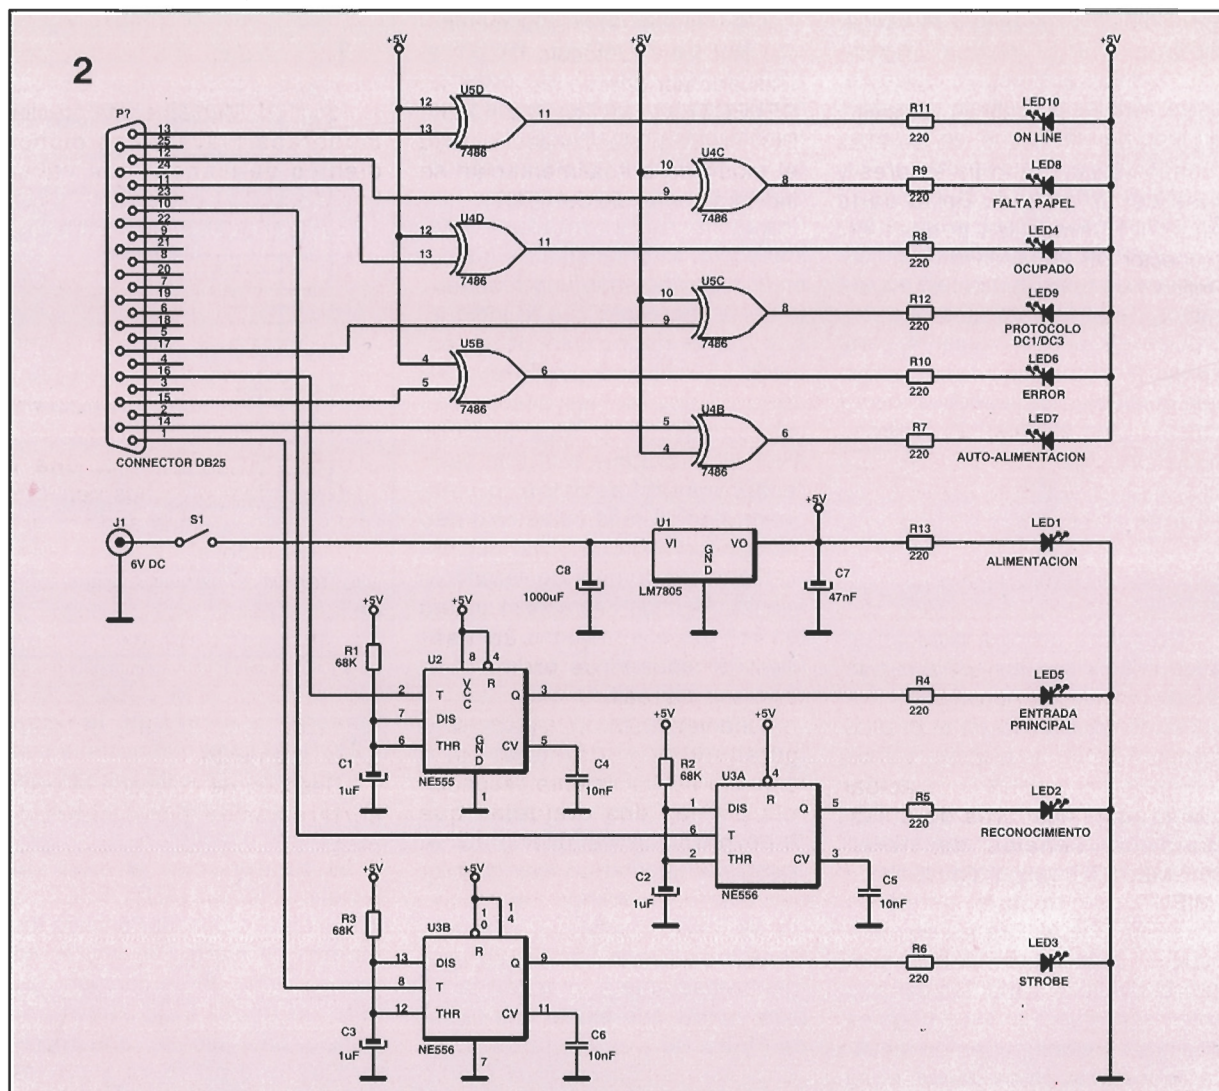 2
+5V
+5V
+5V
P?
13
25
12
24
11
23
10
22
9
21
8
20
7
19
6
18
5
17
4
16
3
15
2
14
1
CONNECTOR DB25
U5D
12
13
11
7486
U4C
10
9
8
7486
U4D
12
13
11
7486
U5C
10
9
8
7486
U5B
4
5
6
7486
U4B
5
4
6
7486
R11
220
LED10
ON LINE
R9
220
LED8
FALTA PAPEL
R8
220
LED4
OCUPADO
R12
220
LED9
PROTOCOLO
DC1/DC3
R10
220
LED6
ERROR
R7
220
LED7
AUTO-ALIMENTACION
J1
6V DC
S1
C8
1000uF
U1
VI
VO
GND
LM7805
+5V
C7
47nF
R13
220
LED1
ALIMENTACION
+5V
R1
68K
+5V
U2
8
4
VCC
R
2
T
Q
3
7
DIS
6
THR
GND
CV
5
NE555
1
C1
1uF
C4
10nF
R4
220
LED5
ENTRADA
PRINCIPAL
+5V
R2
68K
+5V
U3A
4
R
1
DIS
Q
5
6
T
2
THR
CV
3
NE556
C2
1uF
C5
10nF
R5
220
LED2
RECONOCIMIENTO
+5V
R3
68K
+5V
U3B
10
14
R
13
DIS
Q
9
8
T
12
THR
CV
11
NE556
7
C3
1uF
C6
10nF
R6
220
LED3
STROBE